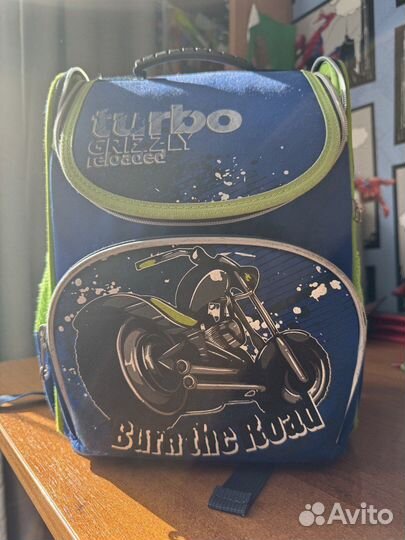 turbo
GRIZZLY
reloaded
Burn the Road
Avito